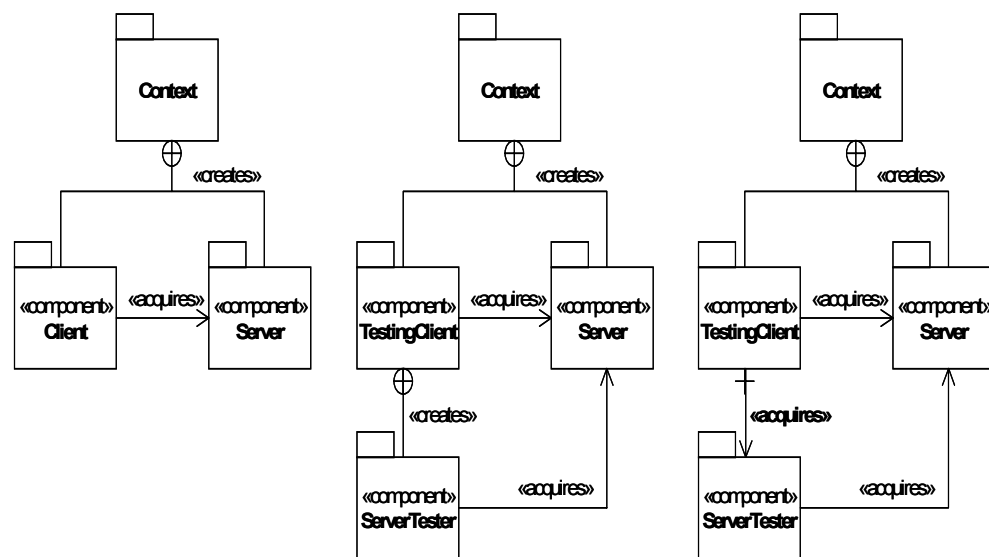 Context
Context
Context
«creates»
«creates»
«creates»
«component»
Client
«acquires»
«component»
Server
«component»
TestingClient
«acquires»
«component»
Server
«component»
TestingClient
«acquires»
«component»
Server
«creates»
«acquires»
«component»
ServerTester
«acquires»
«component»
ServerTester
«acquires»